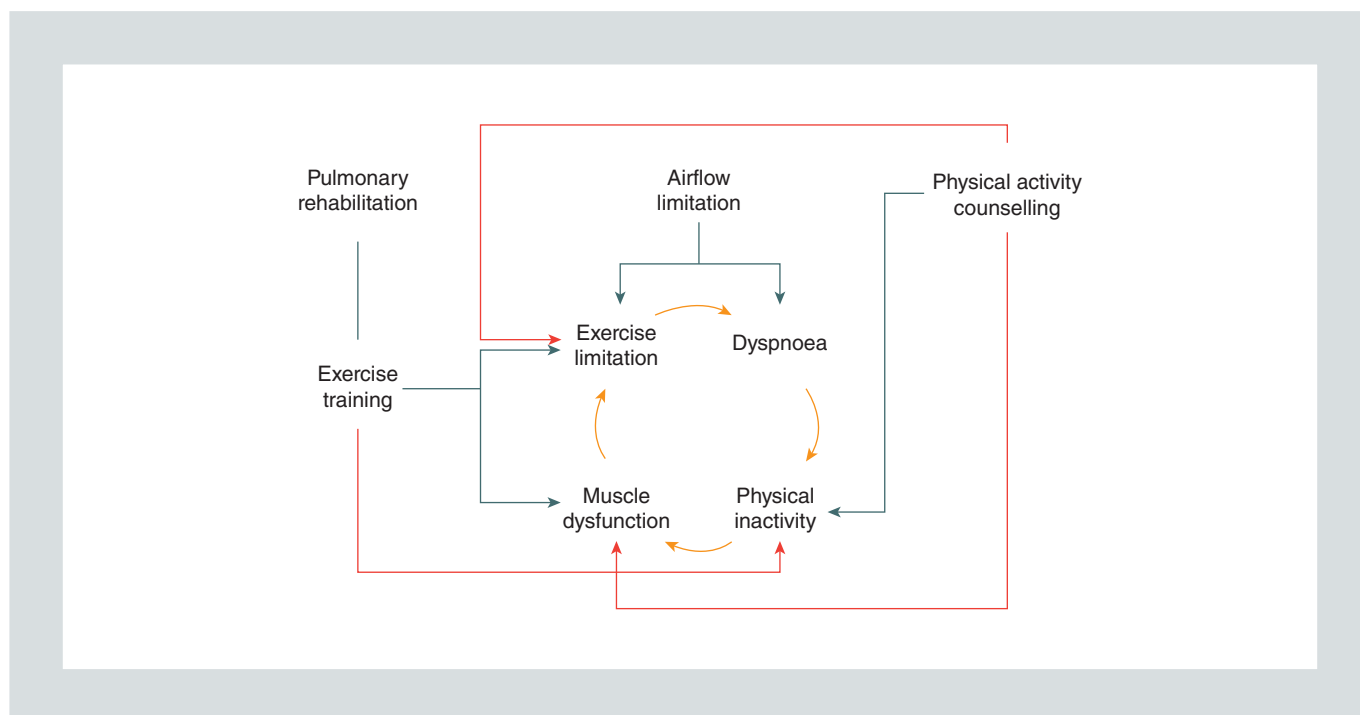 Pulmonary
rehabilitation
Airflow
limitation
Physical activity
counselling
Exercise
limitation
Dyspnoea
Exercise
training
Muscle
dysfunction
Physical
inactivity